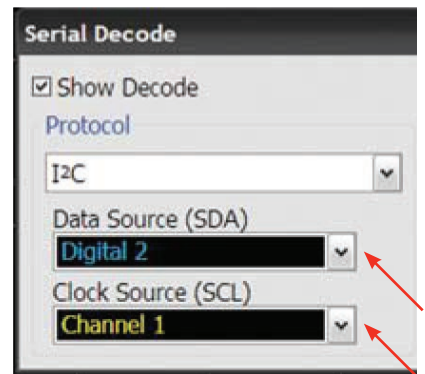 Serial Decode
Show Decode
Protocol
I²C
Data Source (SDA)
Digital 2
Clock Source (SCL)
Channel 1